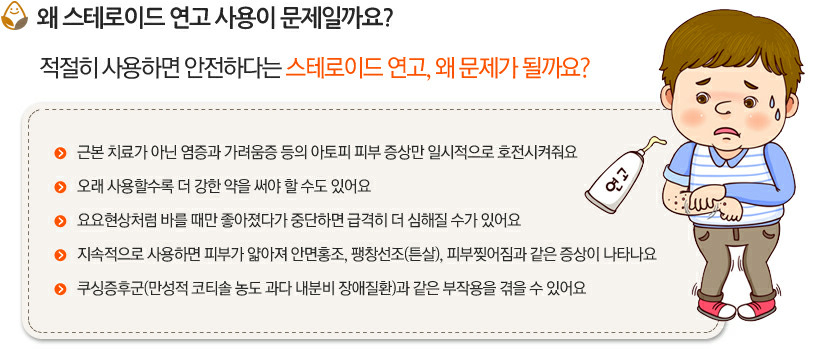 왜 스테로이드 연고 사용이 문제일까요?
적절히 사용하면 안전하다는 스테로이드 연고, 왜 문제가 될까요?
근본 치료가 아닌 염증과 가려움증 등의 아토피 피부 증상만 일시적으로 호전시켜줘요
오래 사용할수록 더 강한 약을 써야 할 수도 있어요
요요현상처럼 바를 때만 좋아졌다가 중단하면 급격히 더 심해질 수가 있어요
지속적으로 사용하면 피부가 얇아져 안면홍조, 팽창선조(튼살), 피부찢어짐과 같은 증상이 나타나요
쿠싱증후군(만성적 코티솔 농도 과다 내분비 장애질환)과 같은 부작용을 겪을 수 있어요
연고